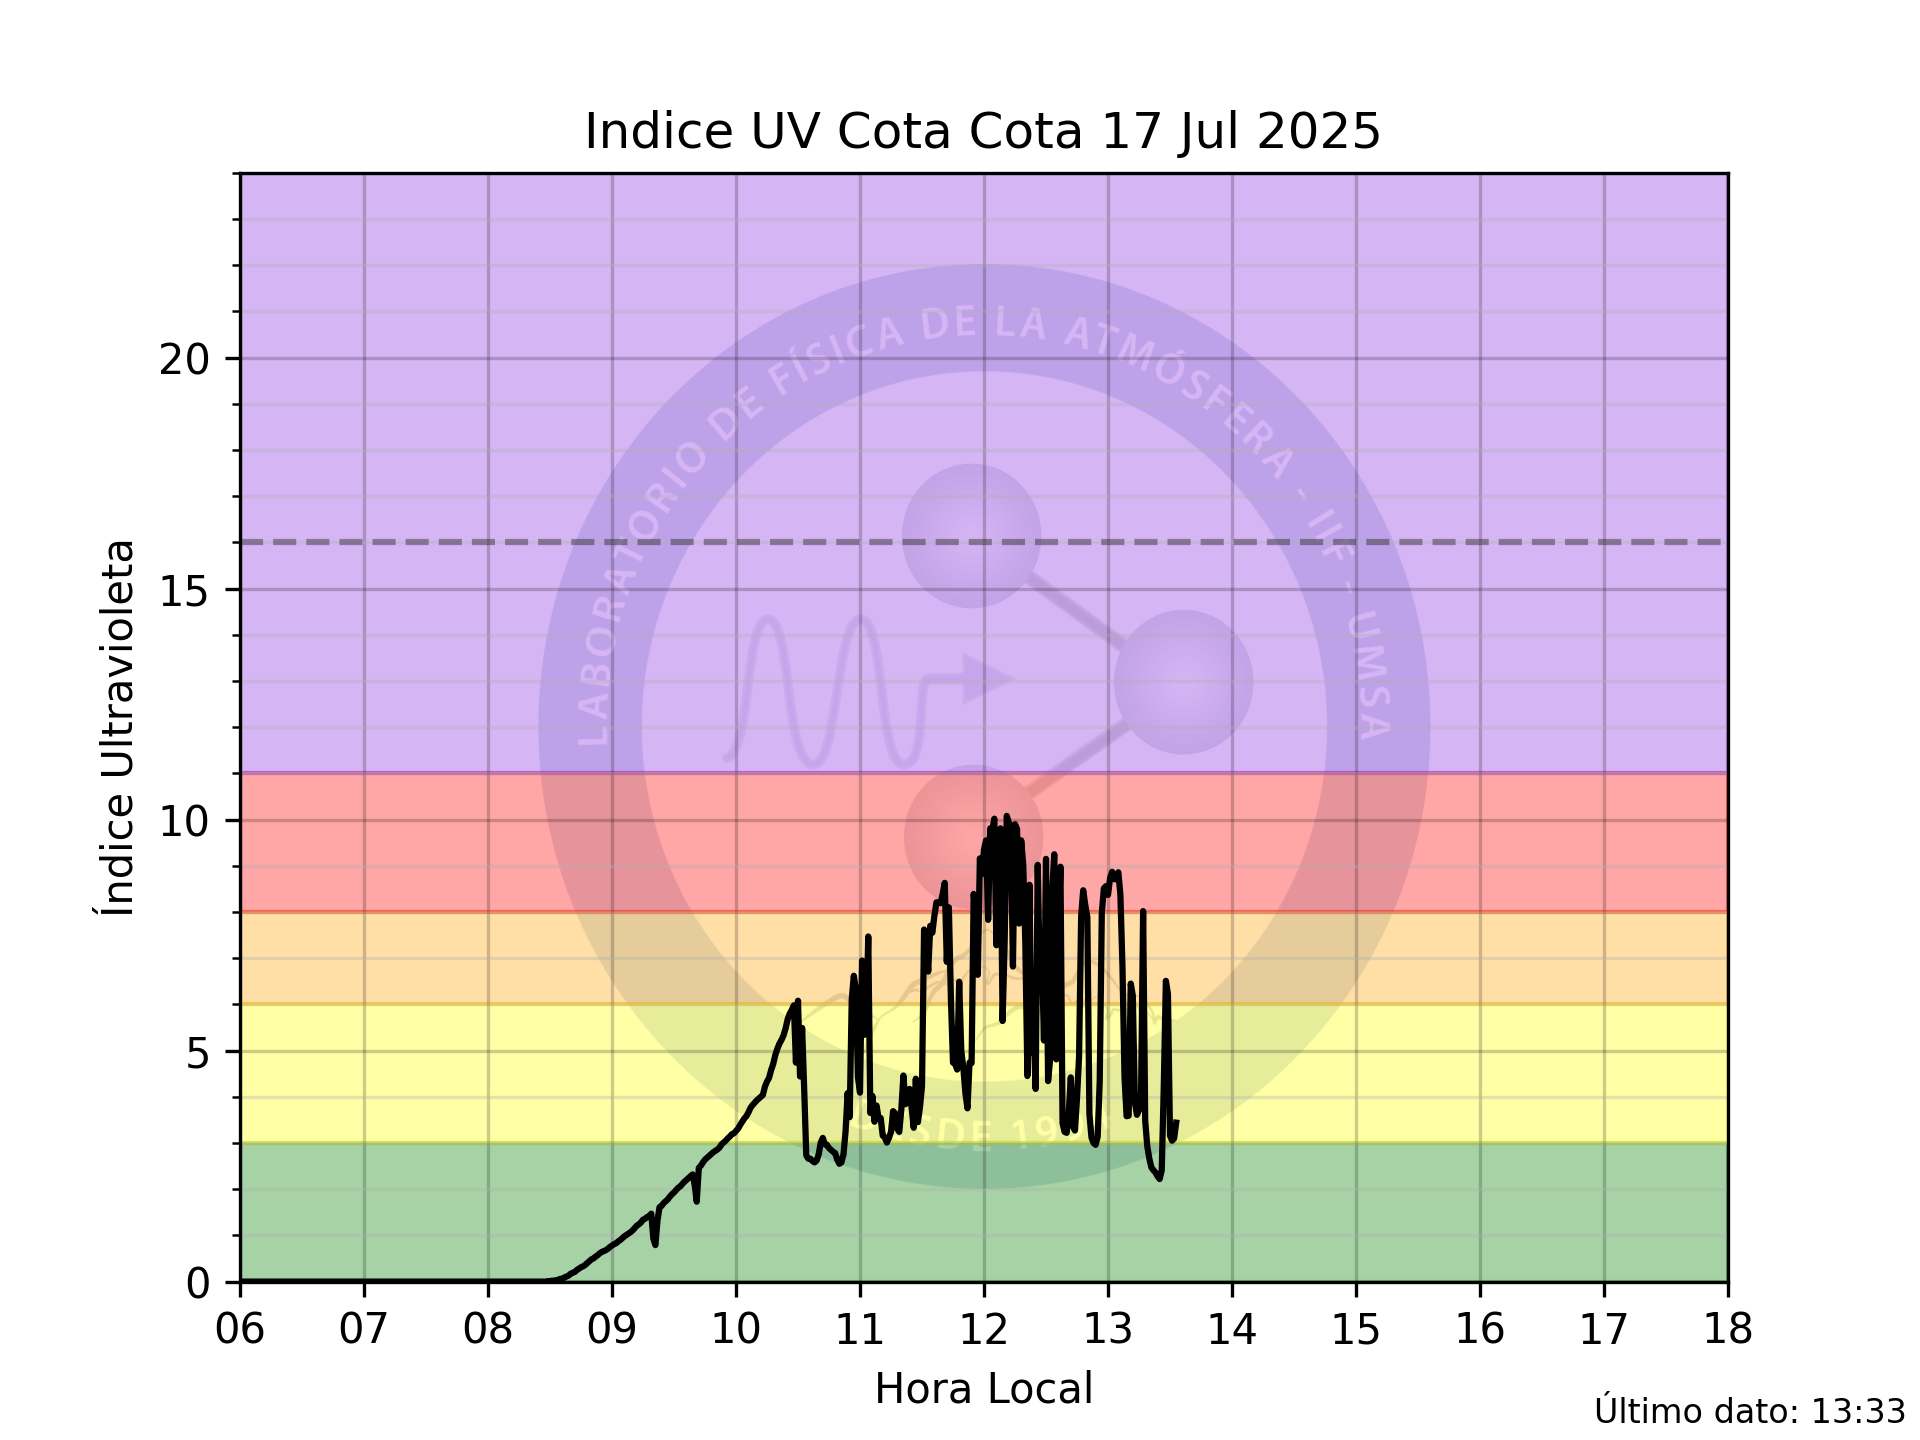 Indice UV Cota Cota 17 Jul 2025
Índice Ultravioleta
20
15
10
5
0
LABORATORIO DE FÍSICA DE LA ATMÓSFERA - IIF - UMSA
06 07 08 09 10 11 12 13 14 15 16 17 18
Hora Local
Último dato: 13:33